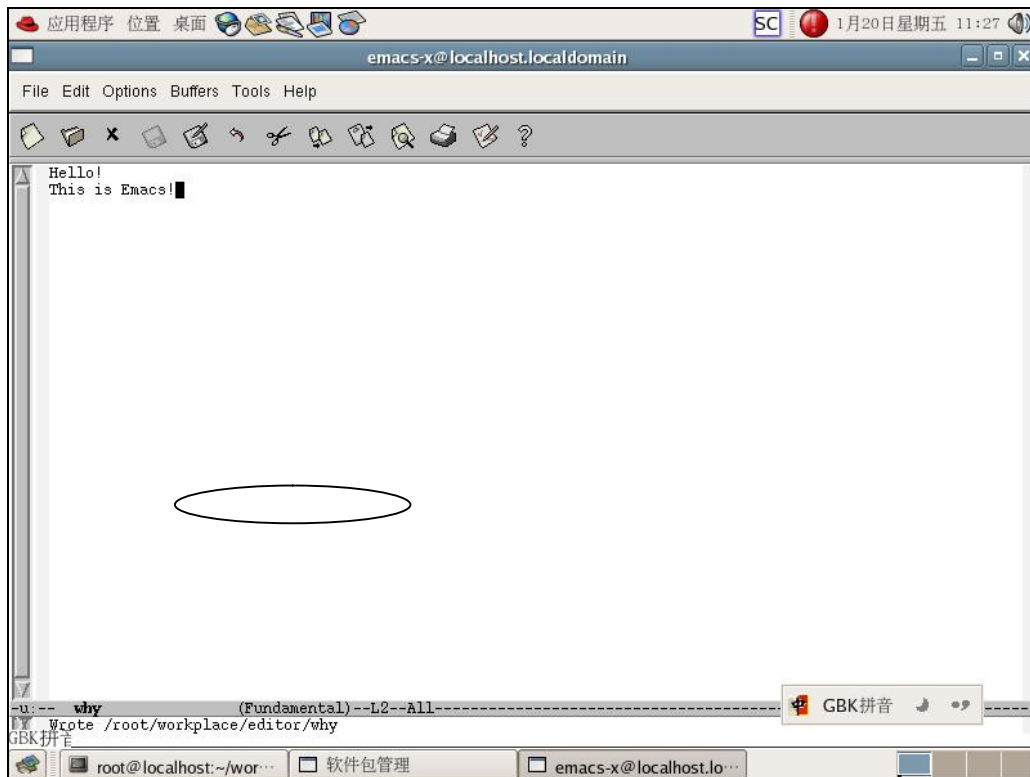 应用程序 位置 桌面 SC 1月20日星期五 11:27
emacs-x@localhost.localdomain
File Edit Options Buffers Tools Help
Hello!
This is Emacs!
-u:-- why (Fundamental)--L2--All--------------------------------------------
GBK拼音
Wrote /root/workplace/editor/why
GBK拼音
root@localhost:~/wor… 软件包管理 emacs-x@localhost.lo…